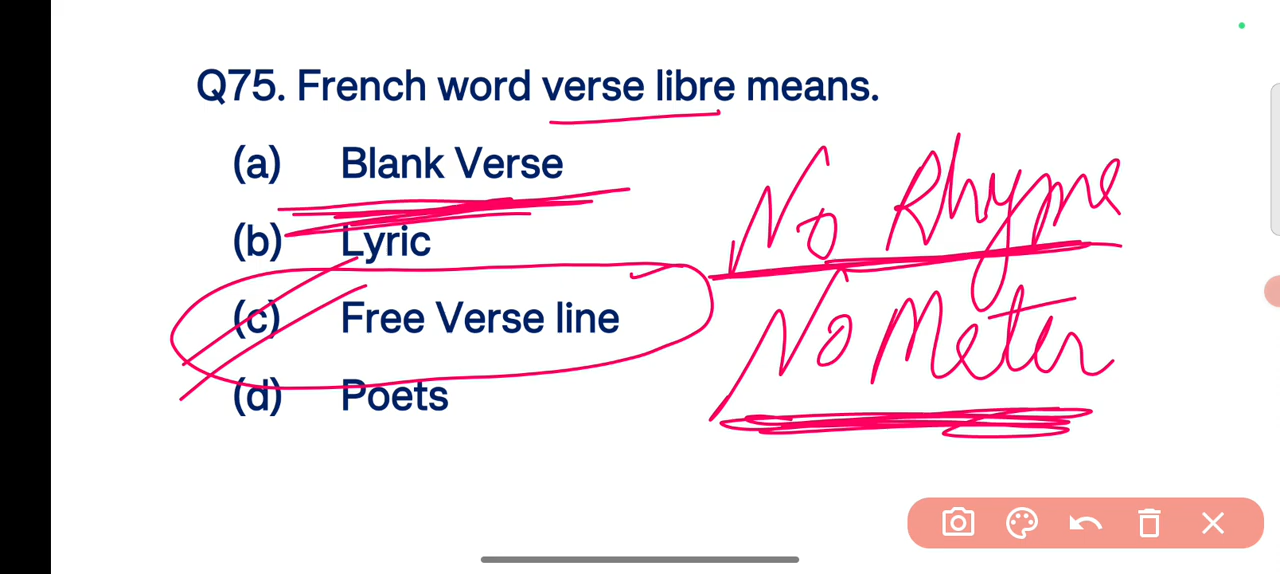 Q75. French word verse libre means.
(a) Blank Verse
(b) Lyric
(c) Free Verse line
(d) Poets
No Rhyme
No Meter